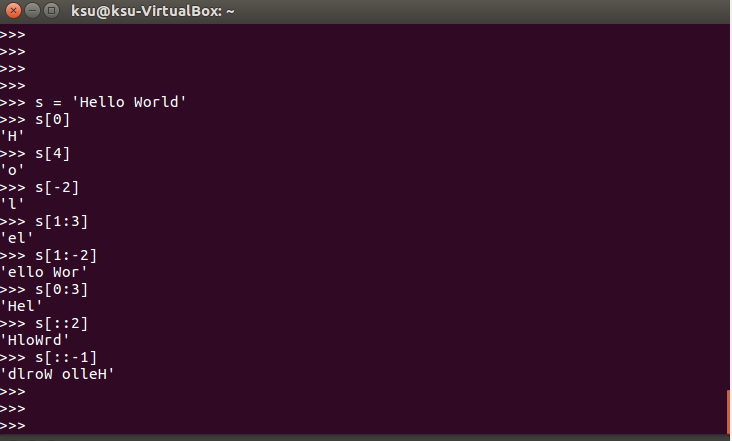 ksu@ksu-VirtualBox: ~
>>>
>>>
>>>
>>>
>>> s = 'Hello World'
>>> s[0]
'H'
>>> s[4]
'o'
>>> s[-2]
'l'
>>> s[1:3]
'el'
>>> s[1:-2]
'ello Wor'
>>> s[0:3]
'Hel'
>>> s[::2]
'HloWrd'
>>> s[::-1]
'dlroW olleH'
>>>
>>>
>>>